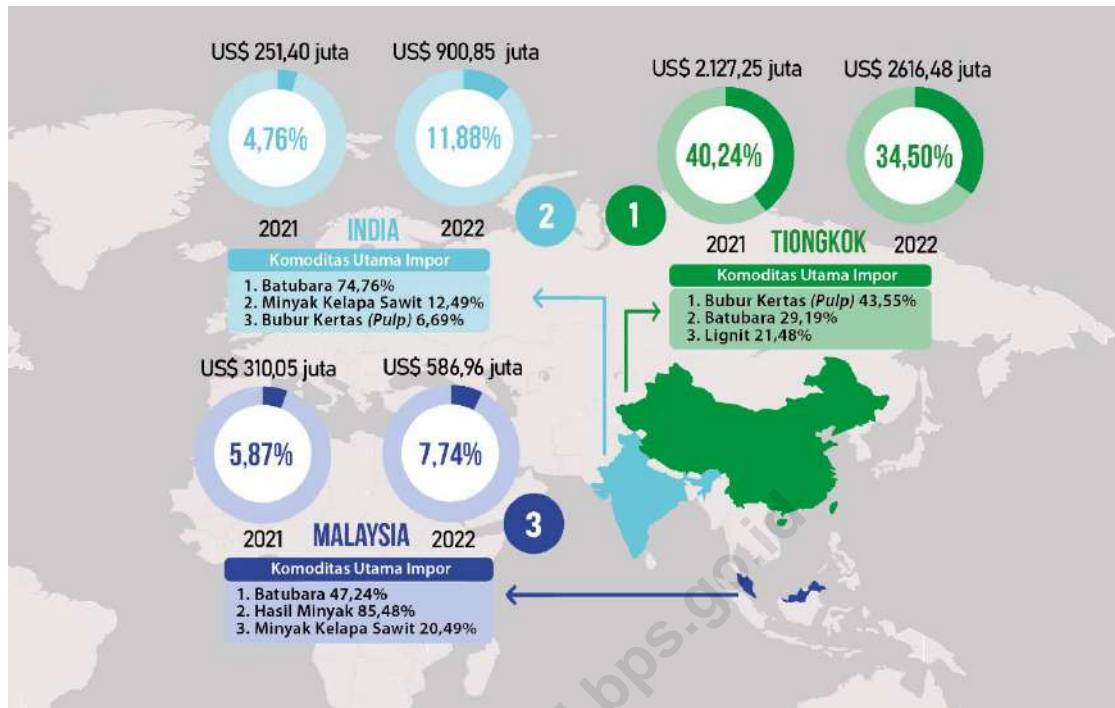 US$ 251,40 juta
US$ 900,85 juta
4,76%
11,88%
2021
INDIA
2022
2
Komoditas Utama Impor
1. Batubara 74,76%
2. Minyak Kelapa Sawit 12,49%
3. Bubur Kertas (Pulp) 6,69%
US$ 2.127,25 juta
US$ 2616,48 juta
40,24%
34,50%
1
2021
TIONGKOK
2022
Komoditas Utama Impor
1. Bubur Kertas (Pulp) 43,55%
2. Batubara 29,19%
3. Lignit 21,48%
US$ 310,05 juta
US$ 586,96 juta
5,87%
7,74%
2021
MALAYSIA
2022
3
Komoditas Utama Impor
1. Batubara 47,24%
2. Hasil Minyak 85,48%
3. Minyak Kelapa Sawit 20,49%
.bps.go.id